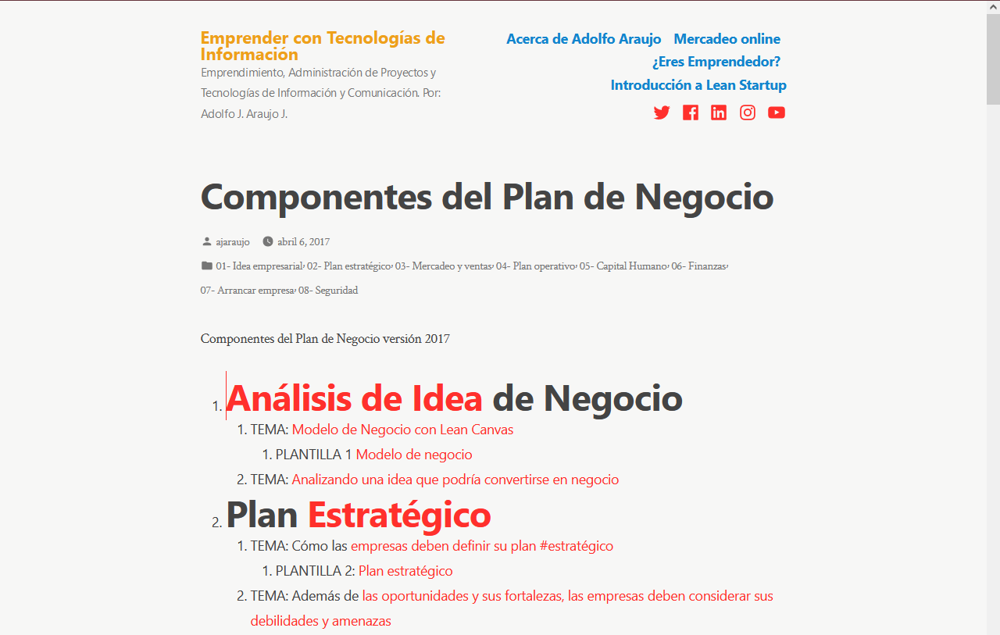 Emprender con Tecnologías de
Información
Emprendimiento, Administración de Proyectos y
Tecnologías de Información y Comunicación. Por:
Adolfo J. Araujo J.
Acerca de Adolfo Araujo Mercadeo online
¿Eres Emprendedor?
Introducción a Lean Startup
Componentes del Plan de Negocio
ajaraujo abril 6, 2017
01- Idea empresarial, 02- Plan estratégico, 03- Mercadeo y ventas, 04- Plan operativo, 05- Capital Humano, 06- Finanzas,
07- Arrancar empresa, 08- Seguridad
Componentes del Plan de Negocio versión 2017
1. Análisis de Idea de Negocio
1. TEMA: Modelo de Negocio con Lean Canvas
1. PLANTILLA 1 Modelo de negocio
2. TEMA: Analizando una idea que podría convertirse en negocio
2. Plan Estratégico
1. TEMA: Cómo las empresas deben definir su plan #estratégico
1. PLANTILLA 2: Plan estratégico
2. TEMA: Además de las oportunidades y sus fortalezas, las empresas deben considerar sus
debilidades y amenazas